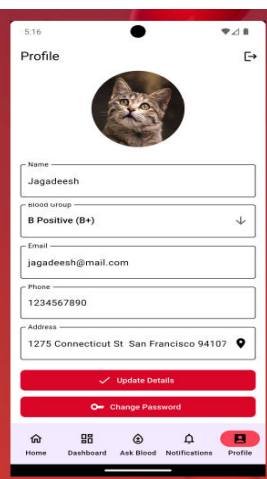 5:16
Profile
Name
Jagadeesh
Blood Group
B Positive (B+)
Email
jagadeesh@mail.com
Phone
1234567890
Address
1275 Connecticut St San Francisco 94107
Update Details
Change Password
Home Dashboard Ask Blood Notifications Profile